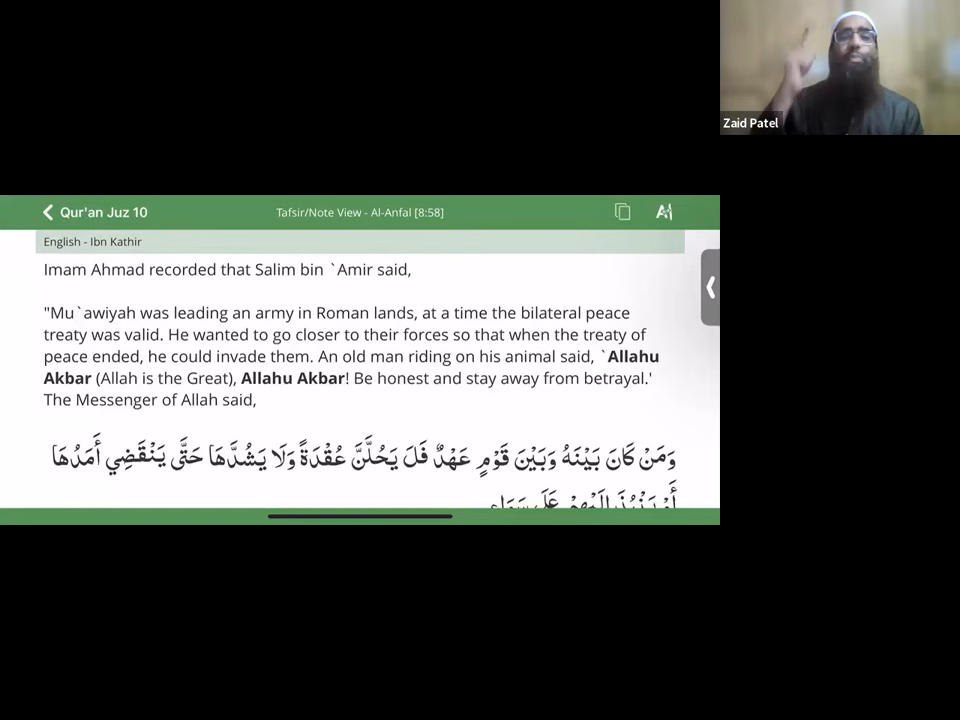 Zaid Patel
Qur'an Juz 10
Tafsir/Note View - Al-Anfal [8:58]
English - Ibn Kathir
Imam Ahmad recorded that Salim bin `Amir said,
"Mu`awiyah was leading an army in Roman lands, at a time the bilateral peace
treaty was valid. He wanted to go closer to their forces so that when the treaty of
peace ended, he could invade them. An old man riding on his animal said, `Allahu
Akbar (Allah is the Great), Allahu Akbar! Be honest and stay away from betrayal.'
The Messenger of Allah said,
وَمَنْ كَانَ بَيْنَهُ وَبَيْنَ قَوْمٍ عَهْدٌ فَلَ يَحُلَّنَّ عُقْدَةً وَلَا يَشُدَّهَا حَتَّى يَنْقَضِي أَمَدُهَا
أَوْ يَنْبُذَ إِلَيْهِمْ عَلَى سَوَاءٍ